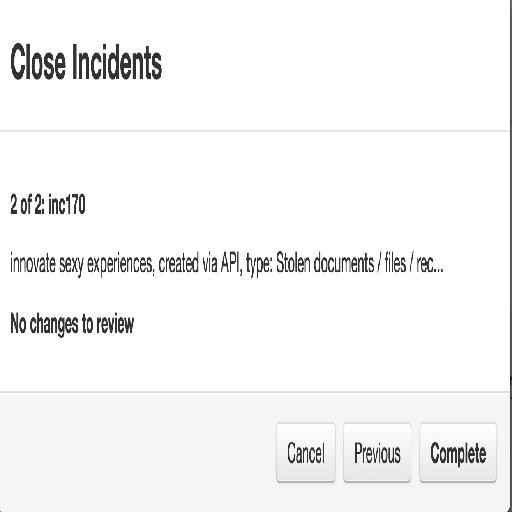 Close Incidents
2 of 2: inc170
innovate sexy experiences, created via API, type: Stolen documents / files / rec...
No changes to review
Cancel Previous Complete